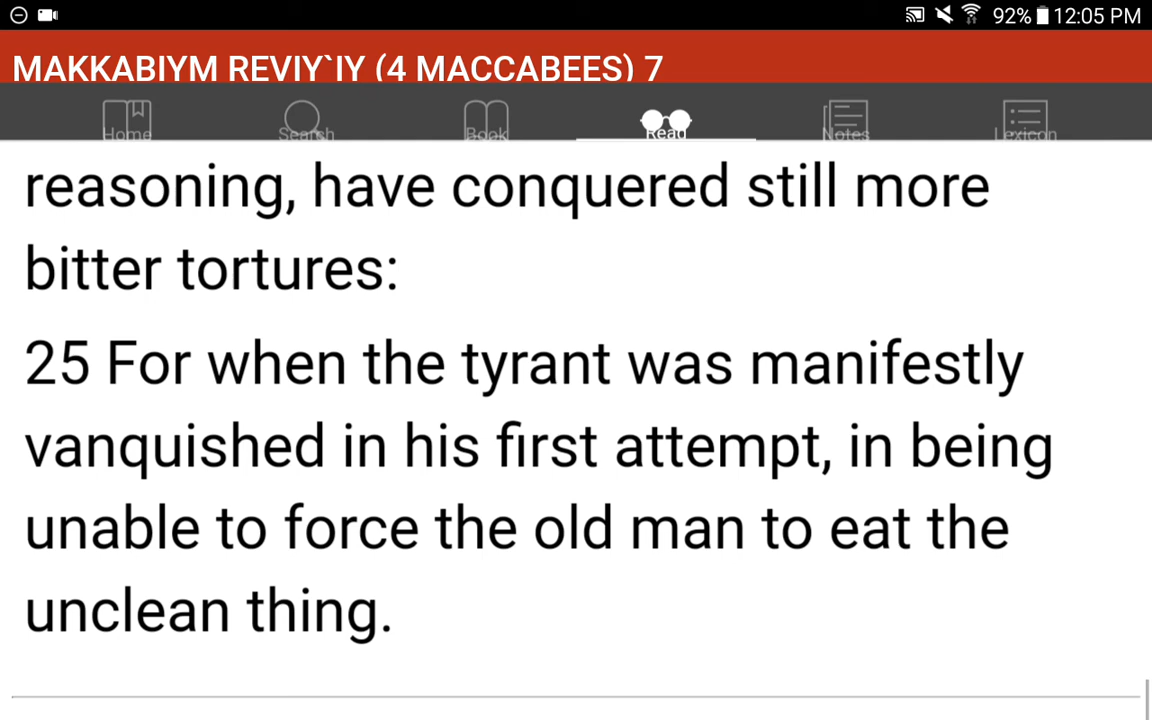 92% 12:05 PM
MAKKABIYM REVIY`IY (4 MACCABEES) 7
Home Search Book Read Notes Lexicon
reasoning, have conquered still more
bitter tortures:
25 For when the tyrant was manifestly
vanquished in his first attempt, in being
unable to force the old man to eat the
unclean thing.